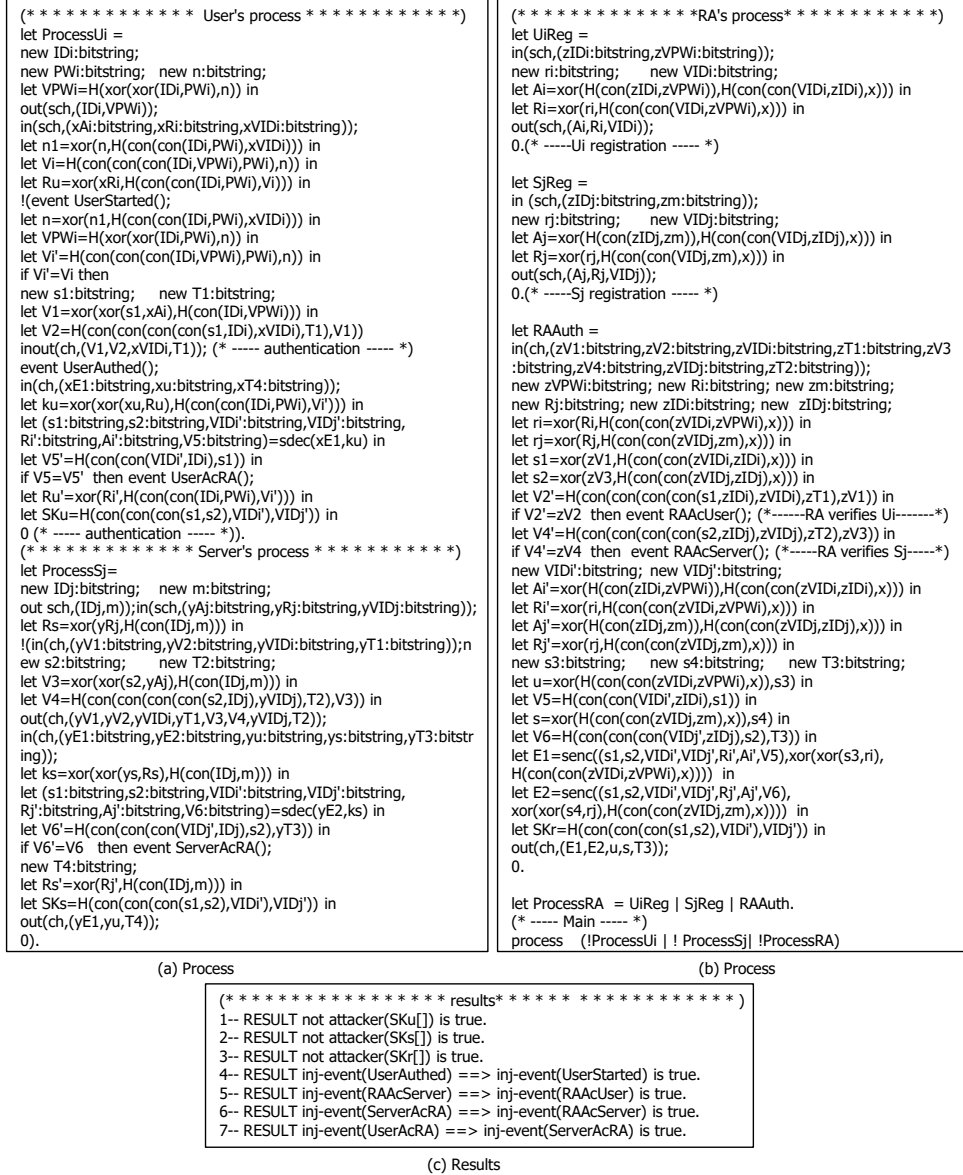 (* * * * * * * * * * * * *  User's process * * * * * * * * * * * *)
let ProcessUi =
new IDi:bitstring;
new PWi:bitstring;   new n:bitstring;
let VPWi=H(xor(xor(IDi,PWi),n)) in
out(sch,(IDi,VPWi));
in(sch,(xAi:bitstring,xRi:bitstring,xVIDi:bitstring));
let n1=xor(n,H(con(con(IDi,PWi),xVIDi))) in
let Vi=H(con(con(con(IDi,VPWi),PWi),n)) in
let Ru=xor(xRi,H(con(con(IDi,PWi),Vi))) in
!(event UserStarted();
let n=xor(n1,H(con(con(IDi,PWi),xVIDi))) in
let VPWi=H(xor(xor(IDi,PWi),n)) in
let Vi'=H(con(con(con(IDi,VPWi),PWi),n)) in
if Vi'=Vi then
new s1:bitstring;    new T1:bitstring;
let V1=xor(xor(s1,xAi),H(con(IDi,VPWi))) in
let V2=H(con(con(con(con(s1,IDi),xVIDi),T1),V1))
inout(ch,(V1,V2,xVIDi,T1)); (* ----- authentication ----- *)
event UserAuthed();
in(ch,(xE1:bitstring,xu:bitstring,xT4:bitstring));
let ku=xor(xor(xu,Ru),H(con(con(IDi,PWi),Vi'))) in
let (s1:bitstring,s2:bitstring,VIDi':bitstring,VIDj':bitstring,
Ri':bitstring,Ai':bitstring,V5:bitstring)=sdec(xE1,ku) in
let V5'=H(con(con(VIDi',IDi),s1)) in
if V5=V5'  then event UserAcRA();
let Ru'=xor(Ri',H(con(con(IDi,PWi),Vi'))) in
let SKu=H(con(con(con(s1,s2),VIDi'),VIDj')) in
0 (* ----- authentication ----- *)).
(* * * * * * * * * * * * * Server's process * * * * * * * * * * *)
let ProcessSj=
new IDj:bitstring;    new m:bitstring;
out sch,(IDj,m));in(sch,(yAj:bitstring,yRj:bitstring,yVIDj:bitstring));
let Rs=xor(yRj,H(con(IDj,m))) in
!(in(ch,(yV1:bitstring,yV2:bitstring,yVIDi:bitstring,yT1:bitstring));n
ew s2:bitstring;      new T2:bitstring;
let V3=xor(xor(s2,yAj),H(con(IDj,m))) in
let V4=H(con(con(con(con(s2,IDj),yVIDj),T2),V3)) in
out(ch,(yV1,yV2,yVIDi,yT1,V3,V4,yVIDj,T2));
in(ch,(yE1:bitstring,yE2:bitstring,yu:bitstring,ys:bitstring,yT3:bitstr
ing));
let ks=xor(xor(ys,Rs),H(con(IDj,m))) in
let (s1:bitstring,s2:bitstring,VIDi':bitstring,VIDj':bitstring,
Rj':bitstring,Aj':bitstring,V6:bitstring)=sdec(yE2,ks) in
let V6'=H(con(con(con(VIDj',IDj),s2),yT3)) in
if V6'=V6   then event ServerAcRA();
new T4:bitstring;
let Rs'=xor(Rj',H(con(IDj,m))) in
let SKs=H(con(con(con(s1,s2),VIDi'),VIDj')) in
out(ch,(yE1,yu,T4));
0).
(a) Process
(* * * * * * * * * * * * *RA's process* * * * * * * * * * * *)
let UiReg =
in(sch,(zIDi:bitstring,zVPWi:bitstring));
new ri:bitstring;      new VIDi:bitstring;
let Ai=xor(H(con(zIDi,zVPWi)),H(con(con(VIDi,zIDi),x))) in
let Ri=xor(ri,H(con(con(VIDi,zVPWi),x))) in
out(sch,(Ai,Ri,VIDi));
0.(* -----Ui registration ----- *)
let SjReg =
in (sch,(zIDj:bitstring,zm:bitstring));
new rj:bitstring;      new VIDj:bitstring;
let Aj=xor(H(con(zIDj,zm)),H(con(con(VIDj,zIDj),x))) in
let Rj=xor(rj,H(con(con(VIDj,zm),x))) in
out(sch,(Aj,Rj,VIDj));
0.(* -----Sj registration ----- *)
let RAAuth =
in(ch,(zV1:bitstring,zV2:bitstring,zVIDi:bitstring,zT1:bitstring,zV3
:bitstring,zV4:bitstring,zVIDj:bitstring,zT2:bitstring));
new zVPWi:bitstring; new Ri:bitstring; new zm:bitstring;
new Rj:bitstring; new zIDi:bitstring; new  zIDj:bitstring;
let ri=xor(Ri,H(con(con(zVIDi,zVPWi),x))) in
let rj=xor(Rj,H(con(con(zVIDj,zm),x))) in
let s1=xor(zV1,H(con(con(zVIDi,zIDi),x))) in
let s2=xor(zV3,H(con(con(zVIDj,zIDj),x))) in
let V2'=H(con(con(con(con(s1,zIDi),zVIDi),zT1),zV1)) in
if V2'=zV2  then event RAAcUser(); (*------RA verifies Ui-------*)
let V4'=H(con(con(con(con(s2,zIDj),zVIDj),zT2),zV3)) in
if V4'=zV4  then  event RAAcServer(); (*-----RA verifies Sj-----*)
new VIDi':bitstring; new VIDj':bitstring;
let Ai'=xor(H(con(zIDi,zVPWi)),H(con(con(zVIDi,zIDi),x))) in
let Ri'=xor(ri,H(con(con(zVIDi,zVPWi),x))) in
let Aj'=xor(H(con(zIDj,zm)),H(con(con(zVIDj,zIDj),x))) in
let Rj'=xor(rj,H(con(con(zVIDj,zm),x))) in
new s3:bitstring;    new s4:bitstring;    new T3:bitstring;
let u=xor(H(con(con(zVIDi,zVPWi),x)),s3) in
let V5=H(con(con(VIDi',zIDi),s1)) in
let s=xor(H(con(con(zVIDj,zm),x)),s4) in
let V6=H(con(con(con(VIDj',zIDj),s2),T3)) in
let E1=senc((s1,s2,VIDi',VIDj',Ri',Ai',V5),xor(xor(s3,ri),
H(con(con(zVIDi,zVPWi),x))))  in
let E2=senc((s1,s2,VIDi',VIDj',Rj',Aj',V6),
xor(xor(s4,rj),H(con(con(zVIDj,zm),x))))  in
let SKr=H(con(con(con(s1,s2),VIDi'),VIDj')) in
out(ch,(E1,E2,u,s,T3));
0.
let ProcessRA  = UiReg | SjReg | RAAuth.
(* ----- Main ----- *)
process   (!ProcessUi | ! ProcessSj| !ProcessRA)
(b) Process
(* * * * * * * * * * * * * * * * * results* * * * * *  * * * * * * * * * * * * )
1-- RESULT not attacker(SKu[]) is true.
2-- RESULT not attacker(SKs[]) is true.
3-- RESULT not attacker(SKr[]) is true.
4-- RESULT inj-event(UserAuthed) ==> inj-event(UserStarted) is true.
5-- RESULT inj-event(RAAcServer) ==> inj-event(RAAcUser) is true.
6-- RESULT inj-event(ServerAcRA) ==> inj-event(RAAcServer) is true.
7-- RESULT inj-event(UserAcRA) ==> inj-event(ServerAcRA) is true.
(c) Results